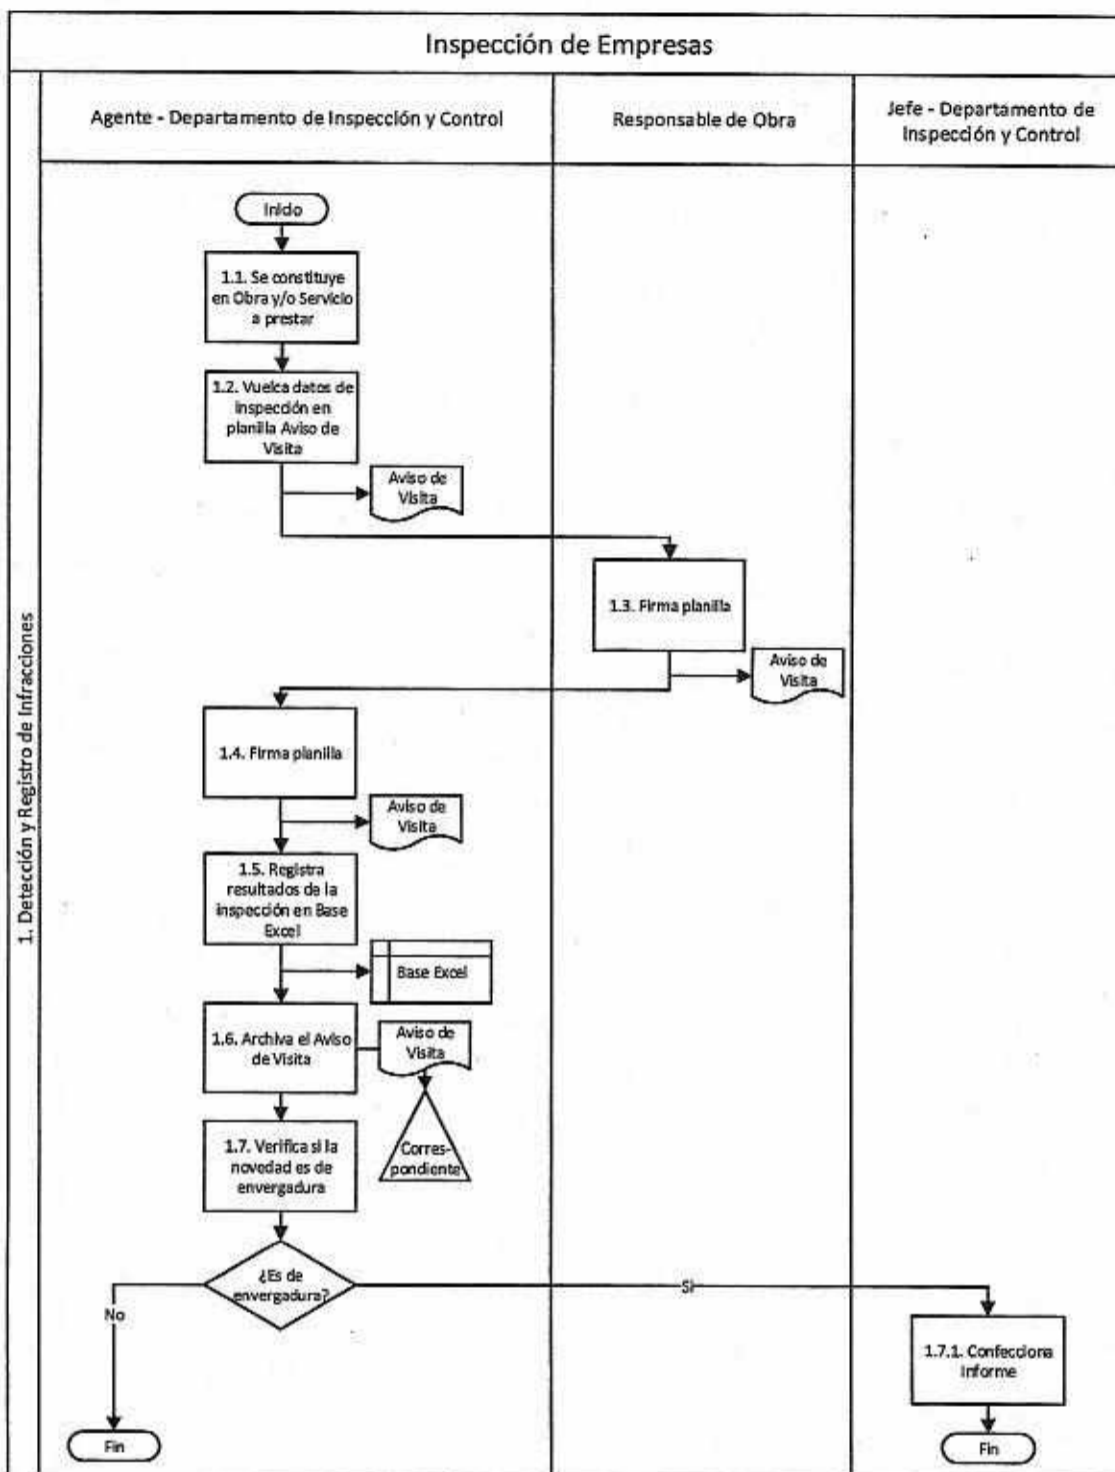 Inspección de Empresas
Agente - Departamento de Inspección y Control
Responsable de Obra
Jefe - Departamento de
Inspección y Control
1. Detección y Registro de Infracciones
Inicio
1.1. Se constituye
en Obra y/o Servicio
a prestar
1.2. Vuelca datos de
inspección en
planilla Aviso de
Visita
Aviso de
Visita
1.3. Firma planilla
Aviso de
Visita
1.4. Firma planilla
Aviso de
Visita
1.5. Registra
resultados de la
inspección en Base
Excel
Base Excel
1.6. Archiva el Aviso
de Visita
Aviso de
Visita
Corres-
pondiente
1.7. Verifica si la
novedad es de
envergadura
¿Es de
envergadura?
No
Si
1.7.1. Confecciona
Informe
Fin
Fin